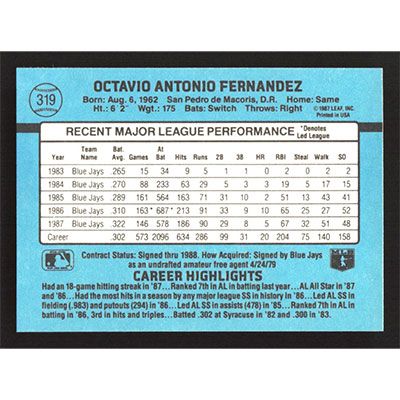 319
OCTAVIO ANTONIO FERNANDEZ
Born: Aug. 6, 1962 San Pedro de Macoris, D.R. Home: Same
Ht.: 6' 2" Wgt.: 175 Bats: Switch Throws: Right
© 1987 LEAF, INC.
Printed in USA
RECENT MAJOR LEAGUE PERFORMANCE *Denotes Led League
Year Team Name Bat. Avg. Games At Bat Hits Runs 2B 3B HR RBI Steal Walk SO
1983 Blue Jays .265 15 34 9 5 1 1 0 2 0 2 2
1984 Blue Jays .270 88 233 63 29 5 3 3 19 5 17 15
1985 Blue Jays .289 161 564 163 71 31 10 2 51 13 43 41
1986 Blue Jays .310 163* 687* 213 91 33 9 10 65 25 27 52
1987 Blue Jays .322 146 578 186 90 29 8 5 67 32 51 48
Career .302 573 2096 634 286 99 31 20 204 75 140 158
Contract Status: Signed thru 1988. How Acquired: Signed by Blue Jays
as an undrafted amateur free agent 4/24/79
CAREER HIGHLIGHTS
Had an 18-game hitting streak in '87...Ranked 7th in AL in batting last year...AL All Star in '87
and '86...Had the most hits in a season by any major league SS in history in '86...Led AL SS in
fielding (.983) and putouts (294) in '86...Led AL SS in assists (478) in '85...Ranked 7th in AL in
batting in '86, 3rd in hits and triples...Batted .302 at Syracuse in '82 and .300 in '83.